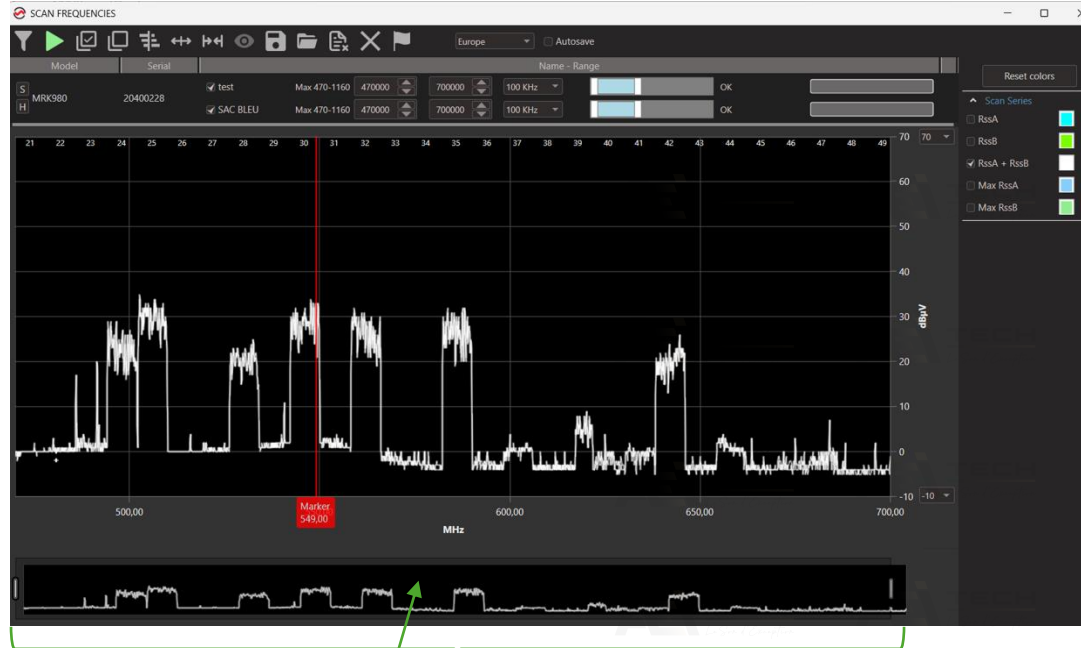 SCAN FREQUENCIES
Europe Autosave
Model Serial Name - Range
S
H
MRK980 20400228
test Max 470-1160 470000 700000 100 KHz OK
SAC BLEU Max 470-1160 470000 700000 100 KHz OK
Reset colors
Scan Series
RssA
RssB
RssA + RssB
Max RssA
Max RssB
21 22 23 24 25 26 27 28 29 30 31 32 33 34 35 36 37 38 39 40 41 42 43 44 45 46 47 48 49
70 70
60
50
40
30
20
10
0
-10 -10
dBµV
500,00 600,00 650,00 700,00
Marker
549,00
MHz